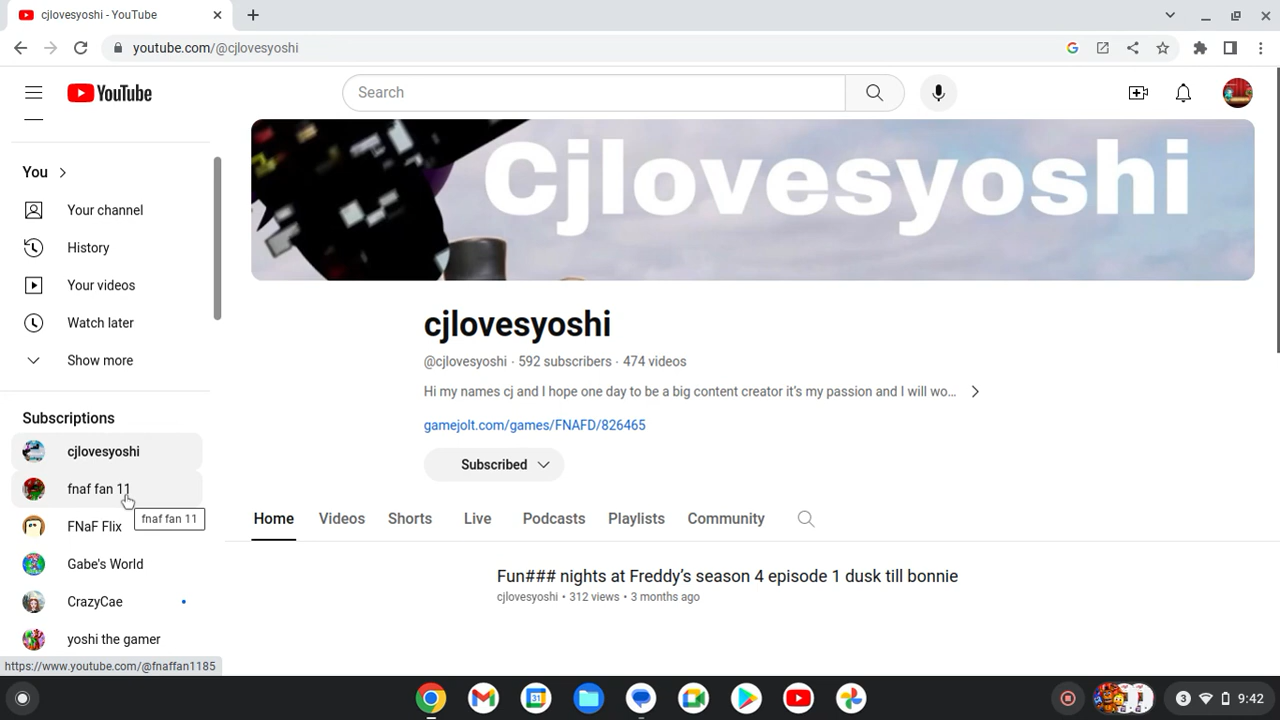 cjlovesyoshi - YouTube
youtube.com/@cjlovesyoshi
YouTube
Search
Cjlovesyoshi
You
Your channel
History
Your videos
Watch later
Show more
Subscriptions
cjlovesyoshi
fnaf fan 11
fnaf fan 11
FNaF Flix
Gabe's World
CrazyCae
yoshi the gamer
https://www.youtube.com/@fnaffan1185
cjlovesyoshi
@cjlovesyoshi · 592 subscribers · 474 videos
Hi my names cj and I hope one day to be a big content creator it's my passion and I will wo...
gamejolt.com/games/FNAFD/826465
Subscribed
Home Videos Shorts Live Podcasts Playlists Community
Fun### nights at Freddy's season 4 episode 1 dusk till bonnie
cjlovesyoshi • 312 views • 3 months ago
31
3
9:42